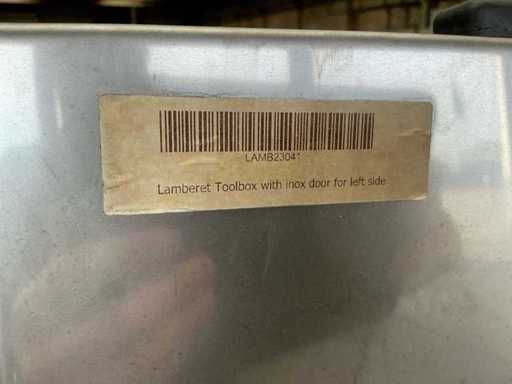 LAMB23041
Lamberet Toolbox with inox door for left side